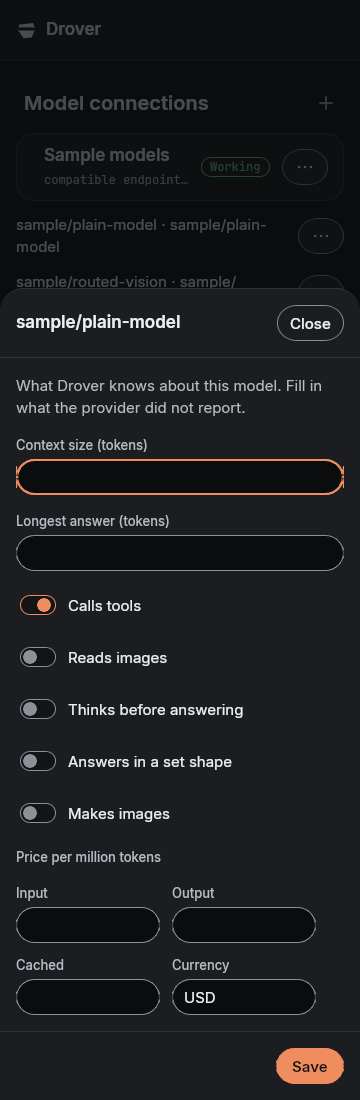 Drover
Model connections
Sample models
compatible endpoint…
Working
sample/plain-model · sample/plain-
model
sample/routed-vision · sample/
sample/plain-model
Close
What Drover knows about this model. Fill in
what the provider did not report.
Context size (tokens)
Longest answer (tokens)
Calls tools
Reads images
Thinks before answering
Answers in a set shape
Makes images
Price per million tokens
Input
Output
Cached
Currency
USD
Save